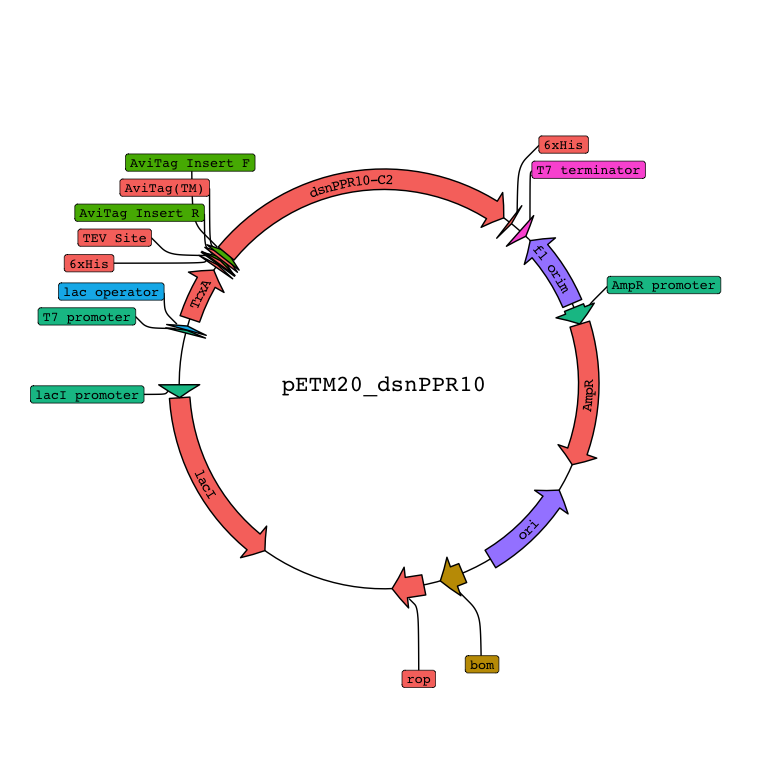 6xHis
AviTag Insert F
T7 terminator
dsnPPR10-C2
AviTag(TM)
AviTag Insert R
TEV Site
6xHis
f1 orim
lac operator
TrxA
AmpR promoter
T7 promoter
pETM20_dsnPPR10
lacI promoter
AmpR
lacI
ori
bom
rop